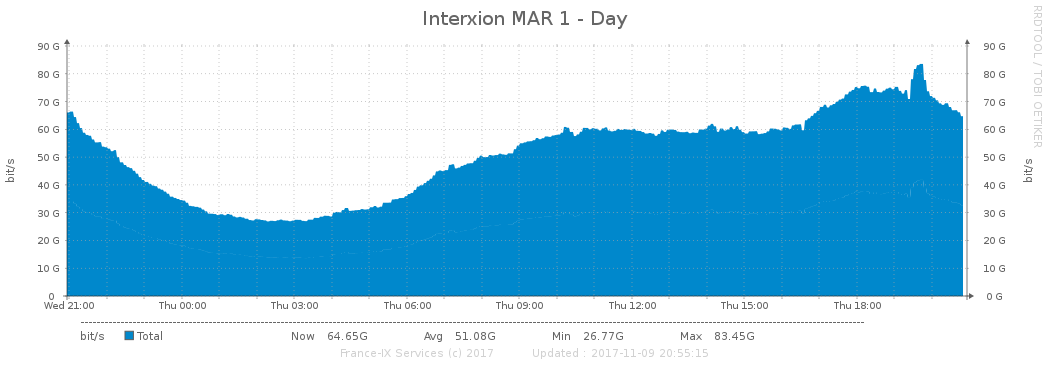 Interxion MAR 1 - Day
RRDTOOL / TOBI OETIKER
90 G 90 G
80 G 80 G
70 G 70 G
60 G 60 G
50 G 50 G
40 G 40 G
30 G 30 G
20 G 20 G
10 G 10 G
0 0 G
bit/s bit/s
Wed 21:00 Thu 00:00 Thu 03:00 Thu 06:00 Thu 09:00 Thu 12:00 Thu 15:00 Thu 18:00
bit/s Total Now 64.65G Avg 51.08G Min 26.77G Max 83.45G
France-IX Services (c) 2017 Updated : 2017-11-09 20:55:15